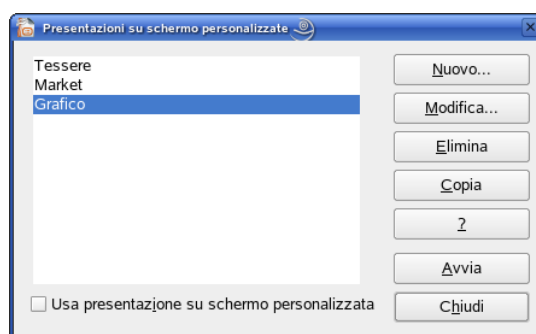 Presentazioni su schermo personalizzate
Tessere
Market
Grafico
Nuovo...
Modifica...
Elimina
Copia
?
Avvia
Usa presentazione su schermo personalizzata
Chiudi